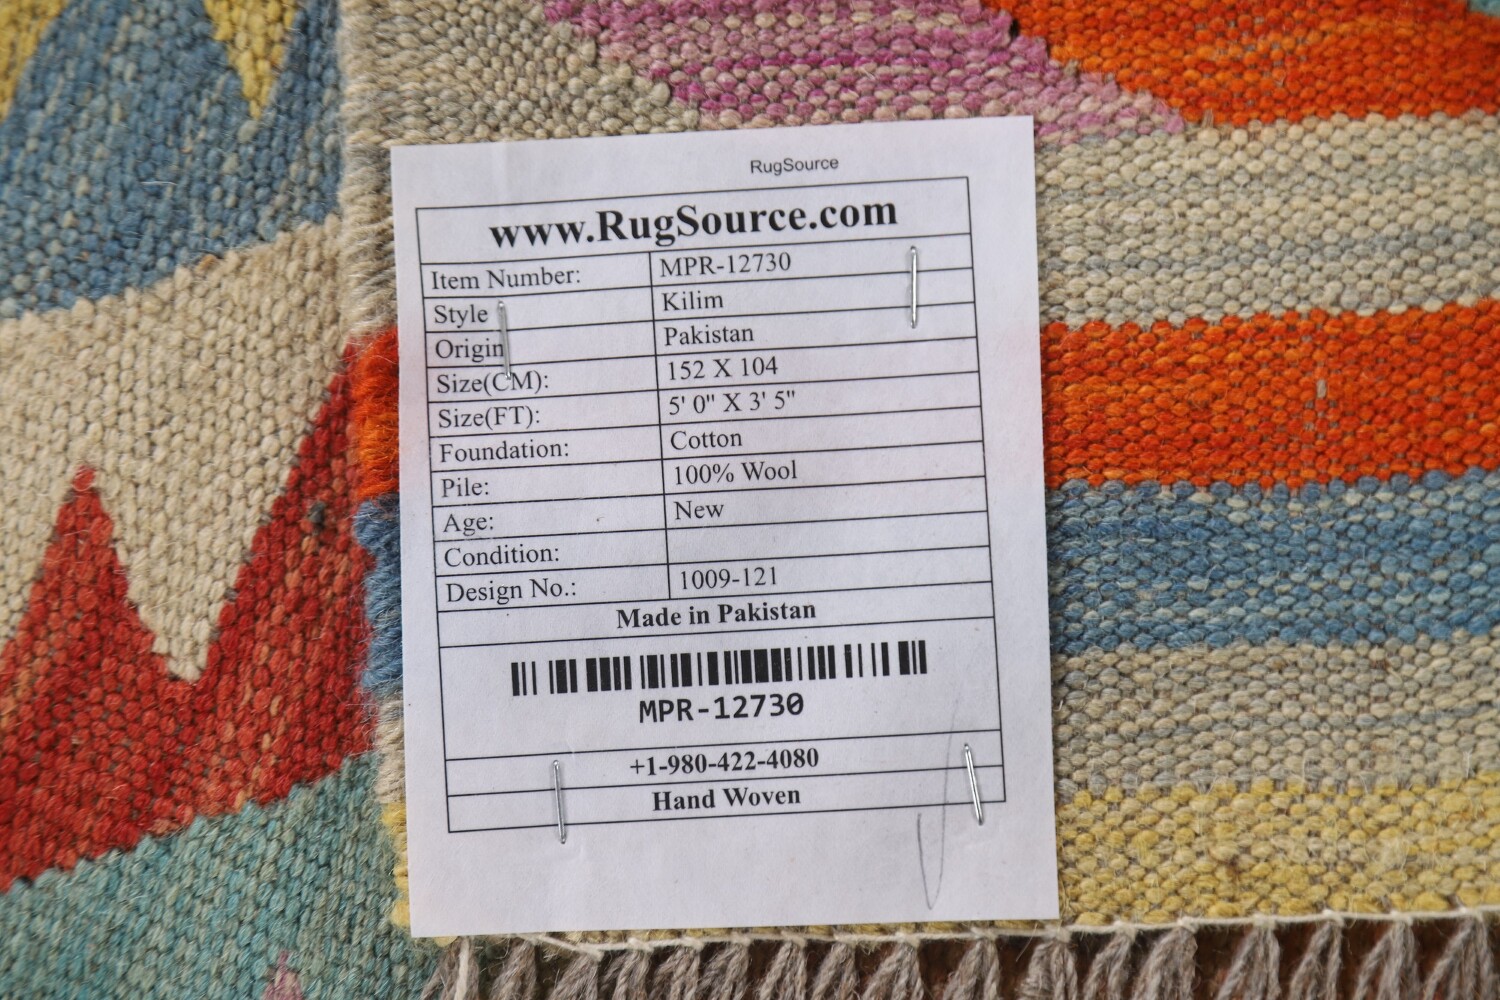 RugSource
www.RugSource.com
Item Number: MPR-12730
Style Kilim
Origin Pakistan
Size(CM): 152 X 104
Size(FT): 5' 0" X 3' 5"
Foundation: Cotton
Pile: 100% Wool
Age: New
Condition:
Design No.: 1009-121
Made in Pakistan
MPR-12730
+1-980-422-4080
Hand Woven